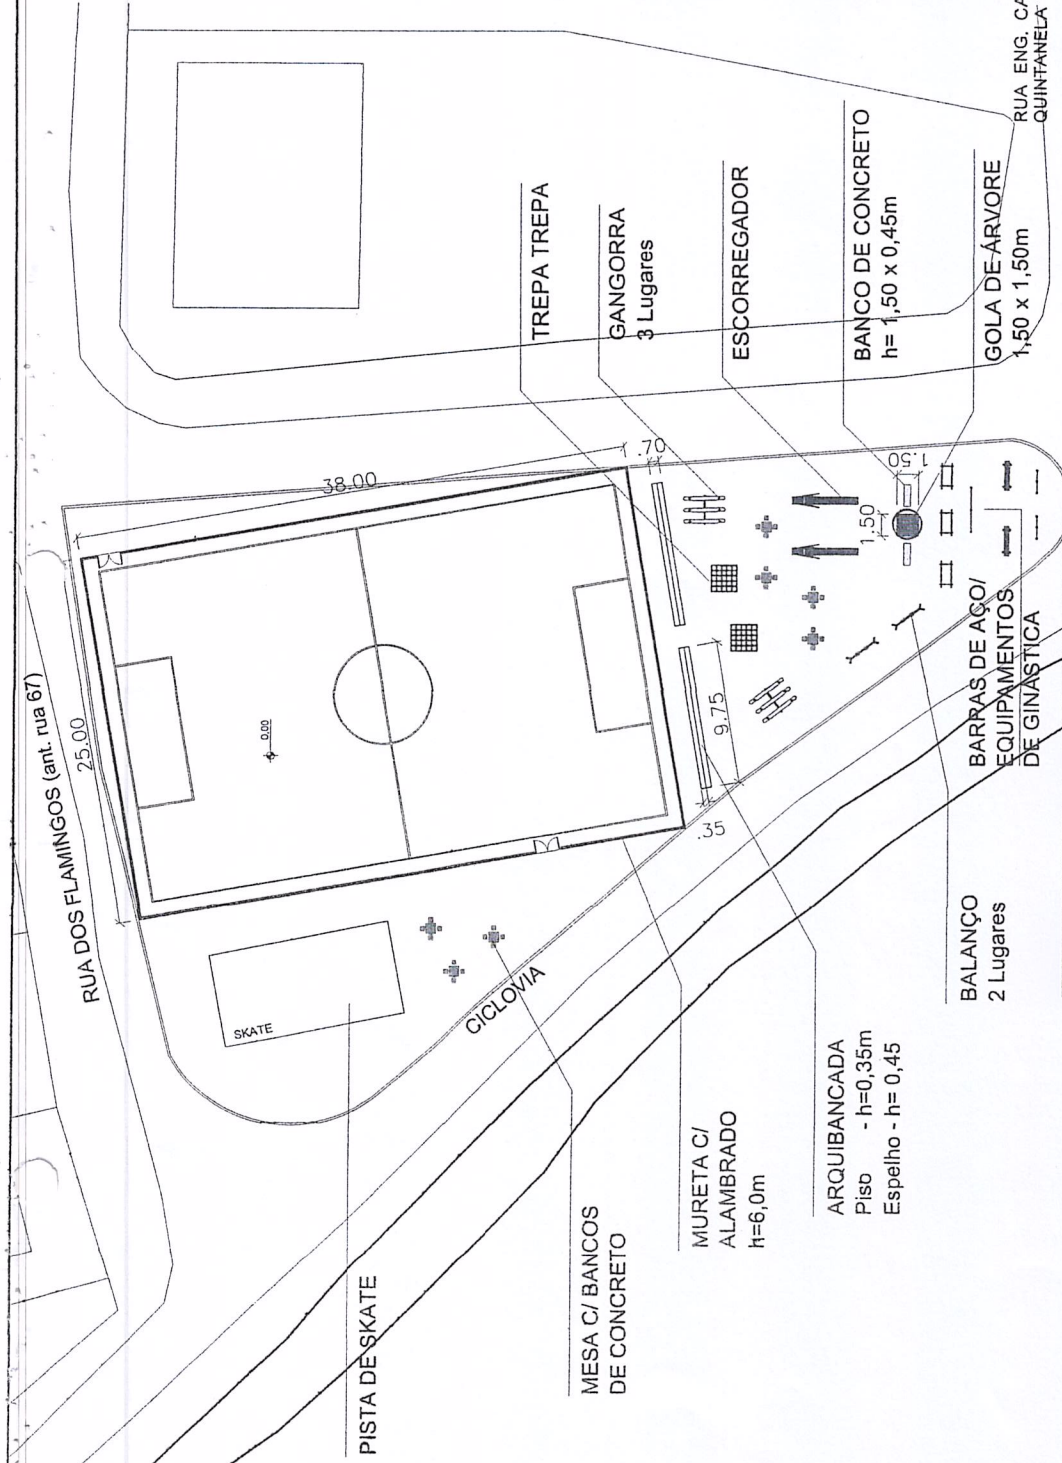 RUA DOS FLAMINGOS (ant. rua 67)
25.00
38.00
0.00
SKATE
PISTA DE SKATE
CICLOVIA
MESA C/ BANCOS
DE CONCRETO
MURETA C/
ALAMBRADO
h=6,0m
ARQUIBANCADA
Piso - h=0,35m
Espelho - h= 0,45
.35
9.75
.70
TREPA TREPA
GANGORRA
3 Lugares
ESCORREGADOR
BANCO DE CONCRETO
h= 1,50 x 0,45m
GOLA DE ÁRVORE
1,50 x 1,50m
1.50
1.50
BALANÇO
2 Lugares
BARRAS DE AÇO/
EQUIPAMENTOS
DE GINÁSTICA
RUA ENG. CA
QUINTANELA